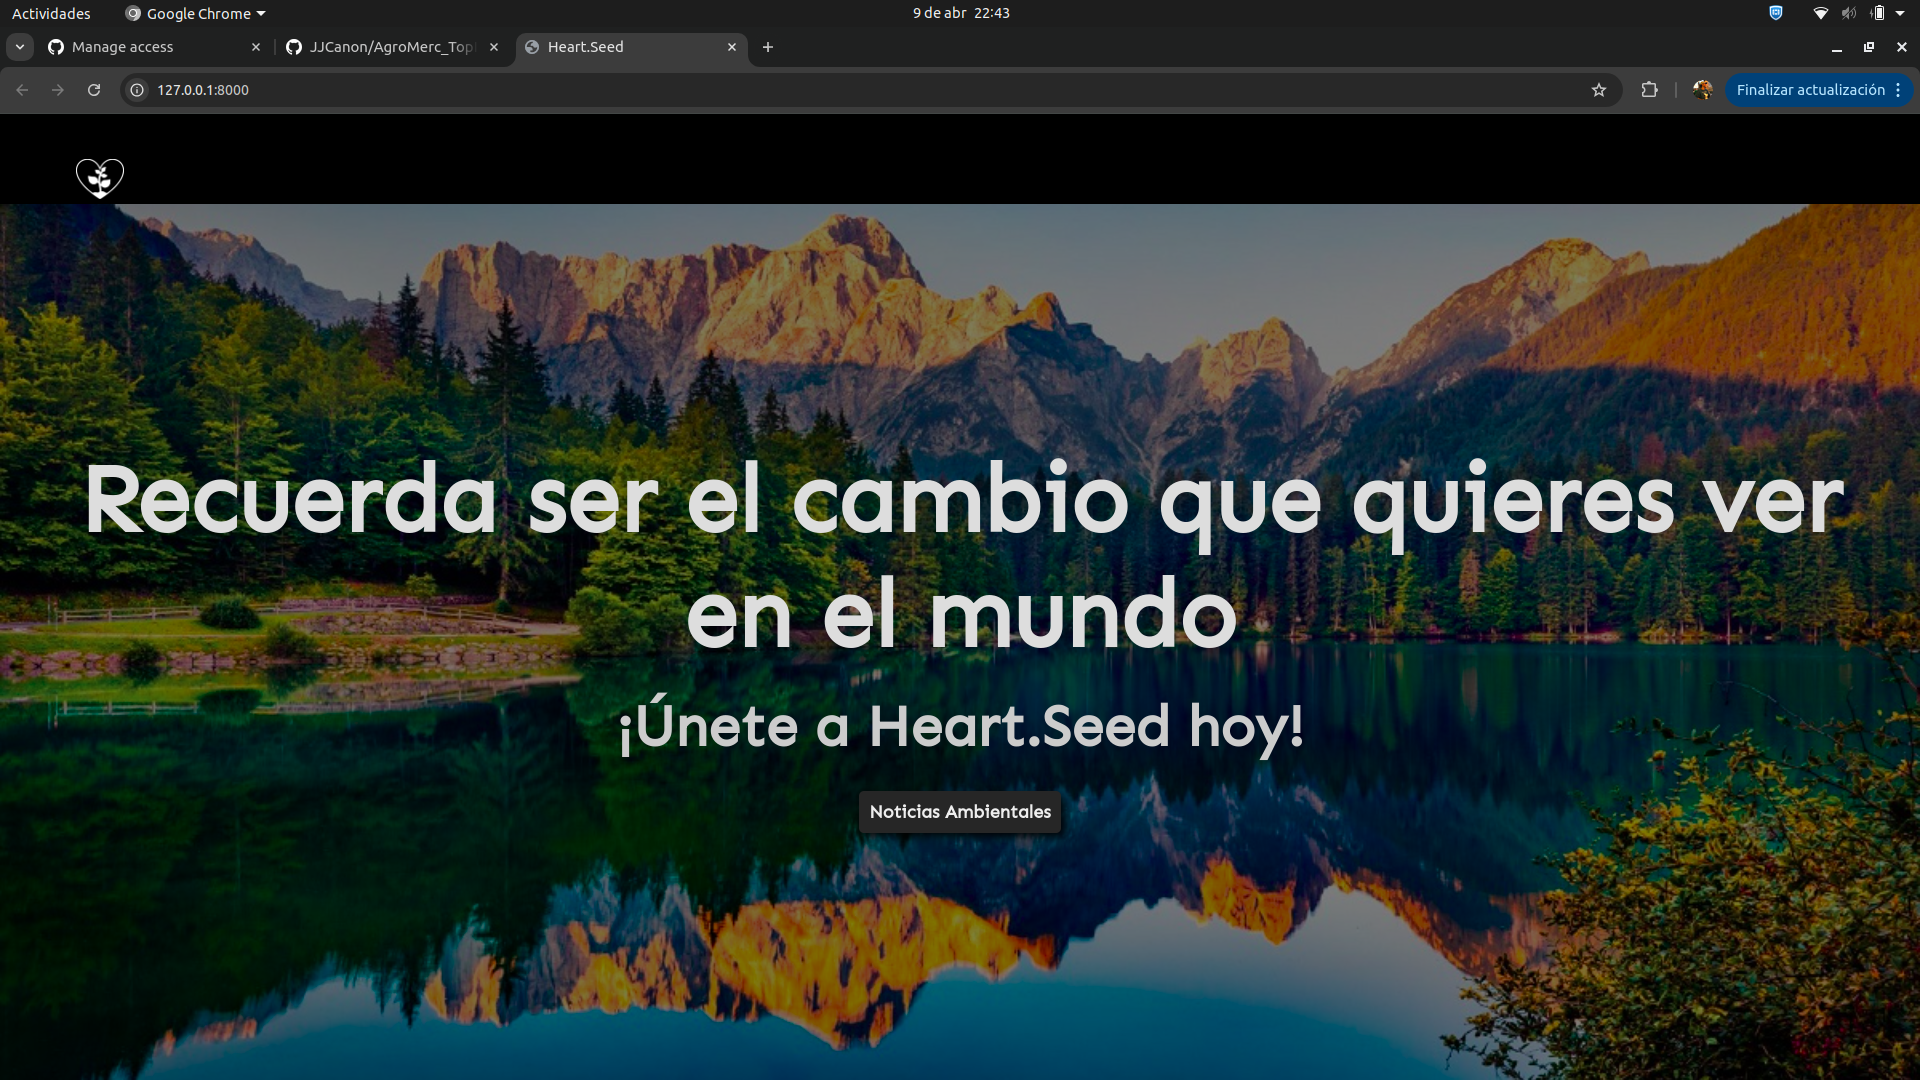 Actividades Google Chrome 9 de abr 22:43
Manage access JJCanon/AgroMerc_Top Heart.Seed
127.0.0.1:8000 Finalizar actualización
Recuerda ser el cambio que quieres ver
en el mundo
¡Únete a Heart.Seed hoy!
Noticias Ambientales